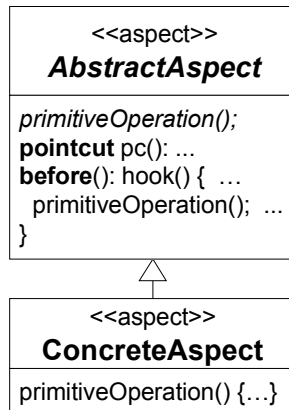 <<aspect>>
AbstractAspect
primitiveOperation();
pointcut pc(): ...
before(): hook() { ...
primitiveOperation(); ...
}
<<aspect>>
ConcreteAspect
primitiveOperation() {...}